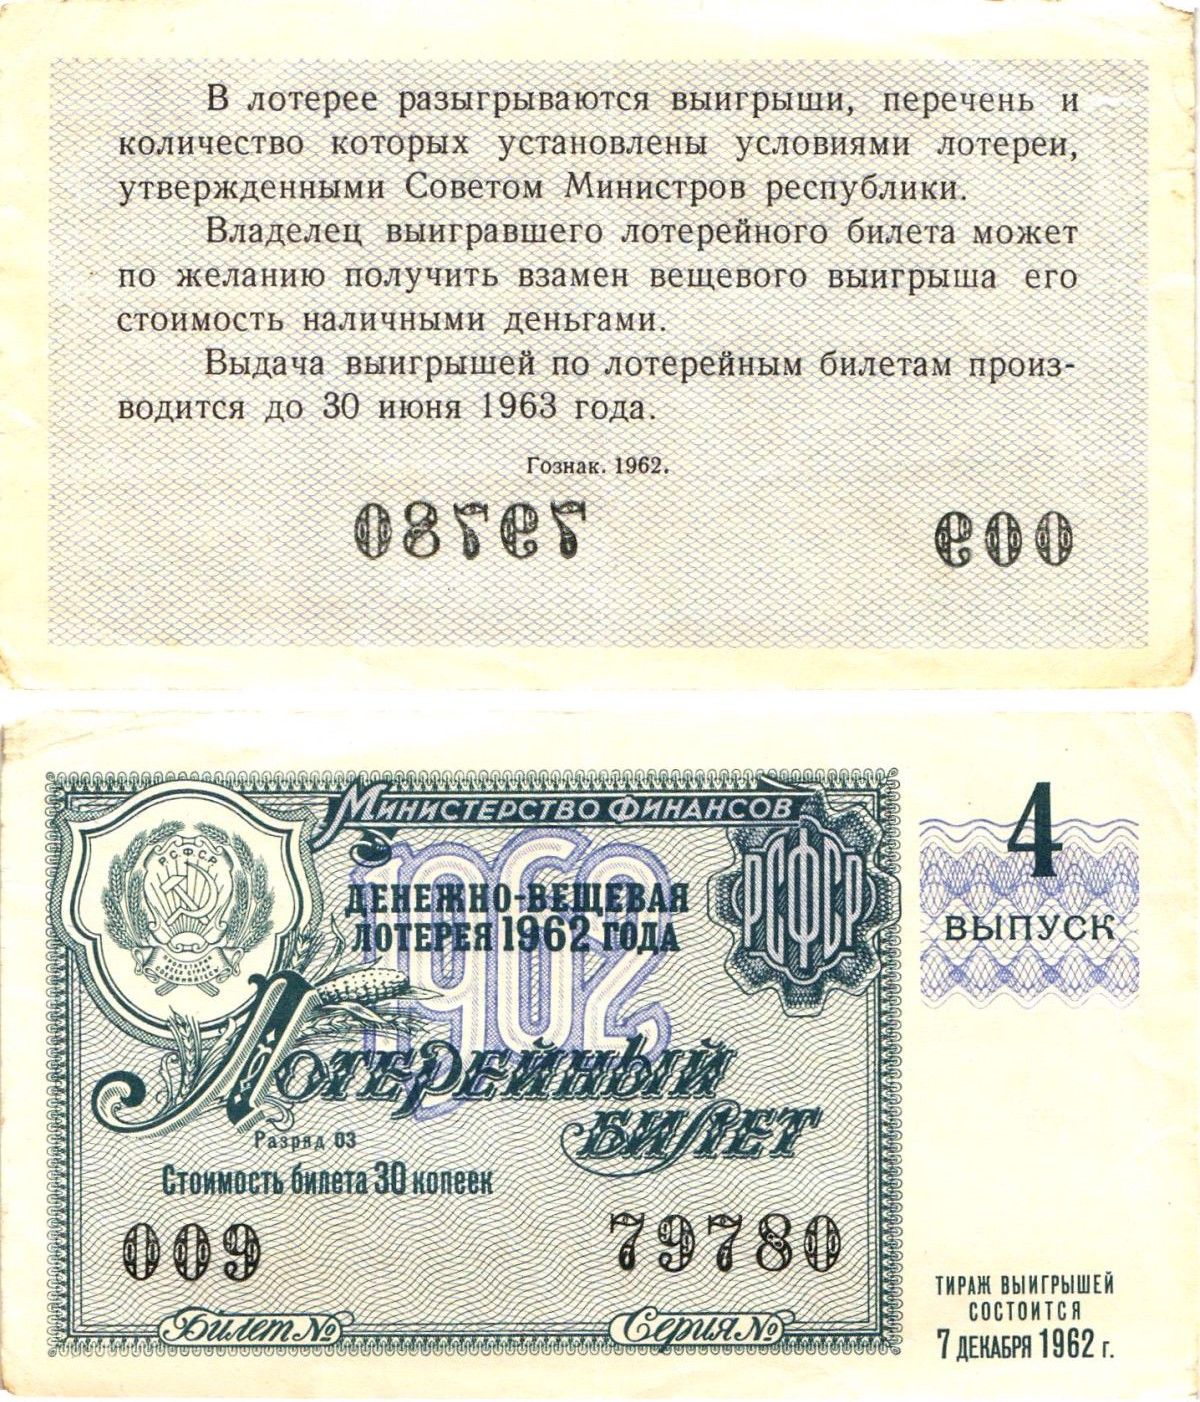 В лотерее разыгрываются выигрыши, перечень и
количество которых установлены условиями лотереи,
утвержденными Советом Министров республики.
Владелец выигравшего лотерейного билета может
по желанию получить взамен вещевого выигрыша его
стоимость наличными деньгами.
Выдача выигрышей по лотерейным билетам произ-
водится до 30 июня 1963 года.
Гознак. 1962.
79780
009
МИНИСТЕРСТВО ФИНАНСОВ
РСФСР
РСФСР
1962
ДЕНЕЖНО-ВЕЩЕВАЯ
ЛОТЕРЕЯ 1962 ГОДА
ЛОТЕРЕЙНЫЙ
БИЛЕТ
Разряд 03
Стоимость билета 30 копеек
009
79780
Билет №
Серия №
4
ВЫПУСК
ТИРАЖ ВЫИГРЫШЕЙ
СОСТОИТСЯ
7 ДЕКАБРЯ 1962 г.